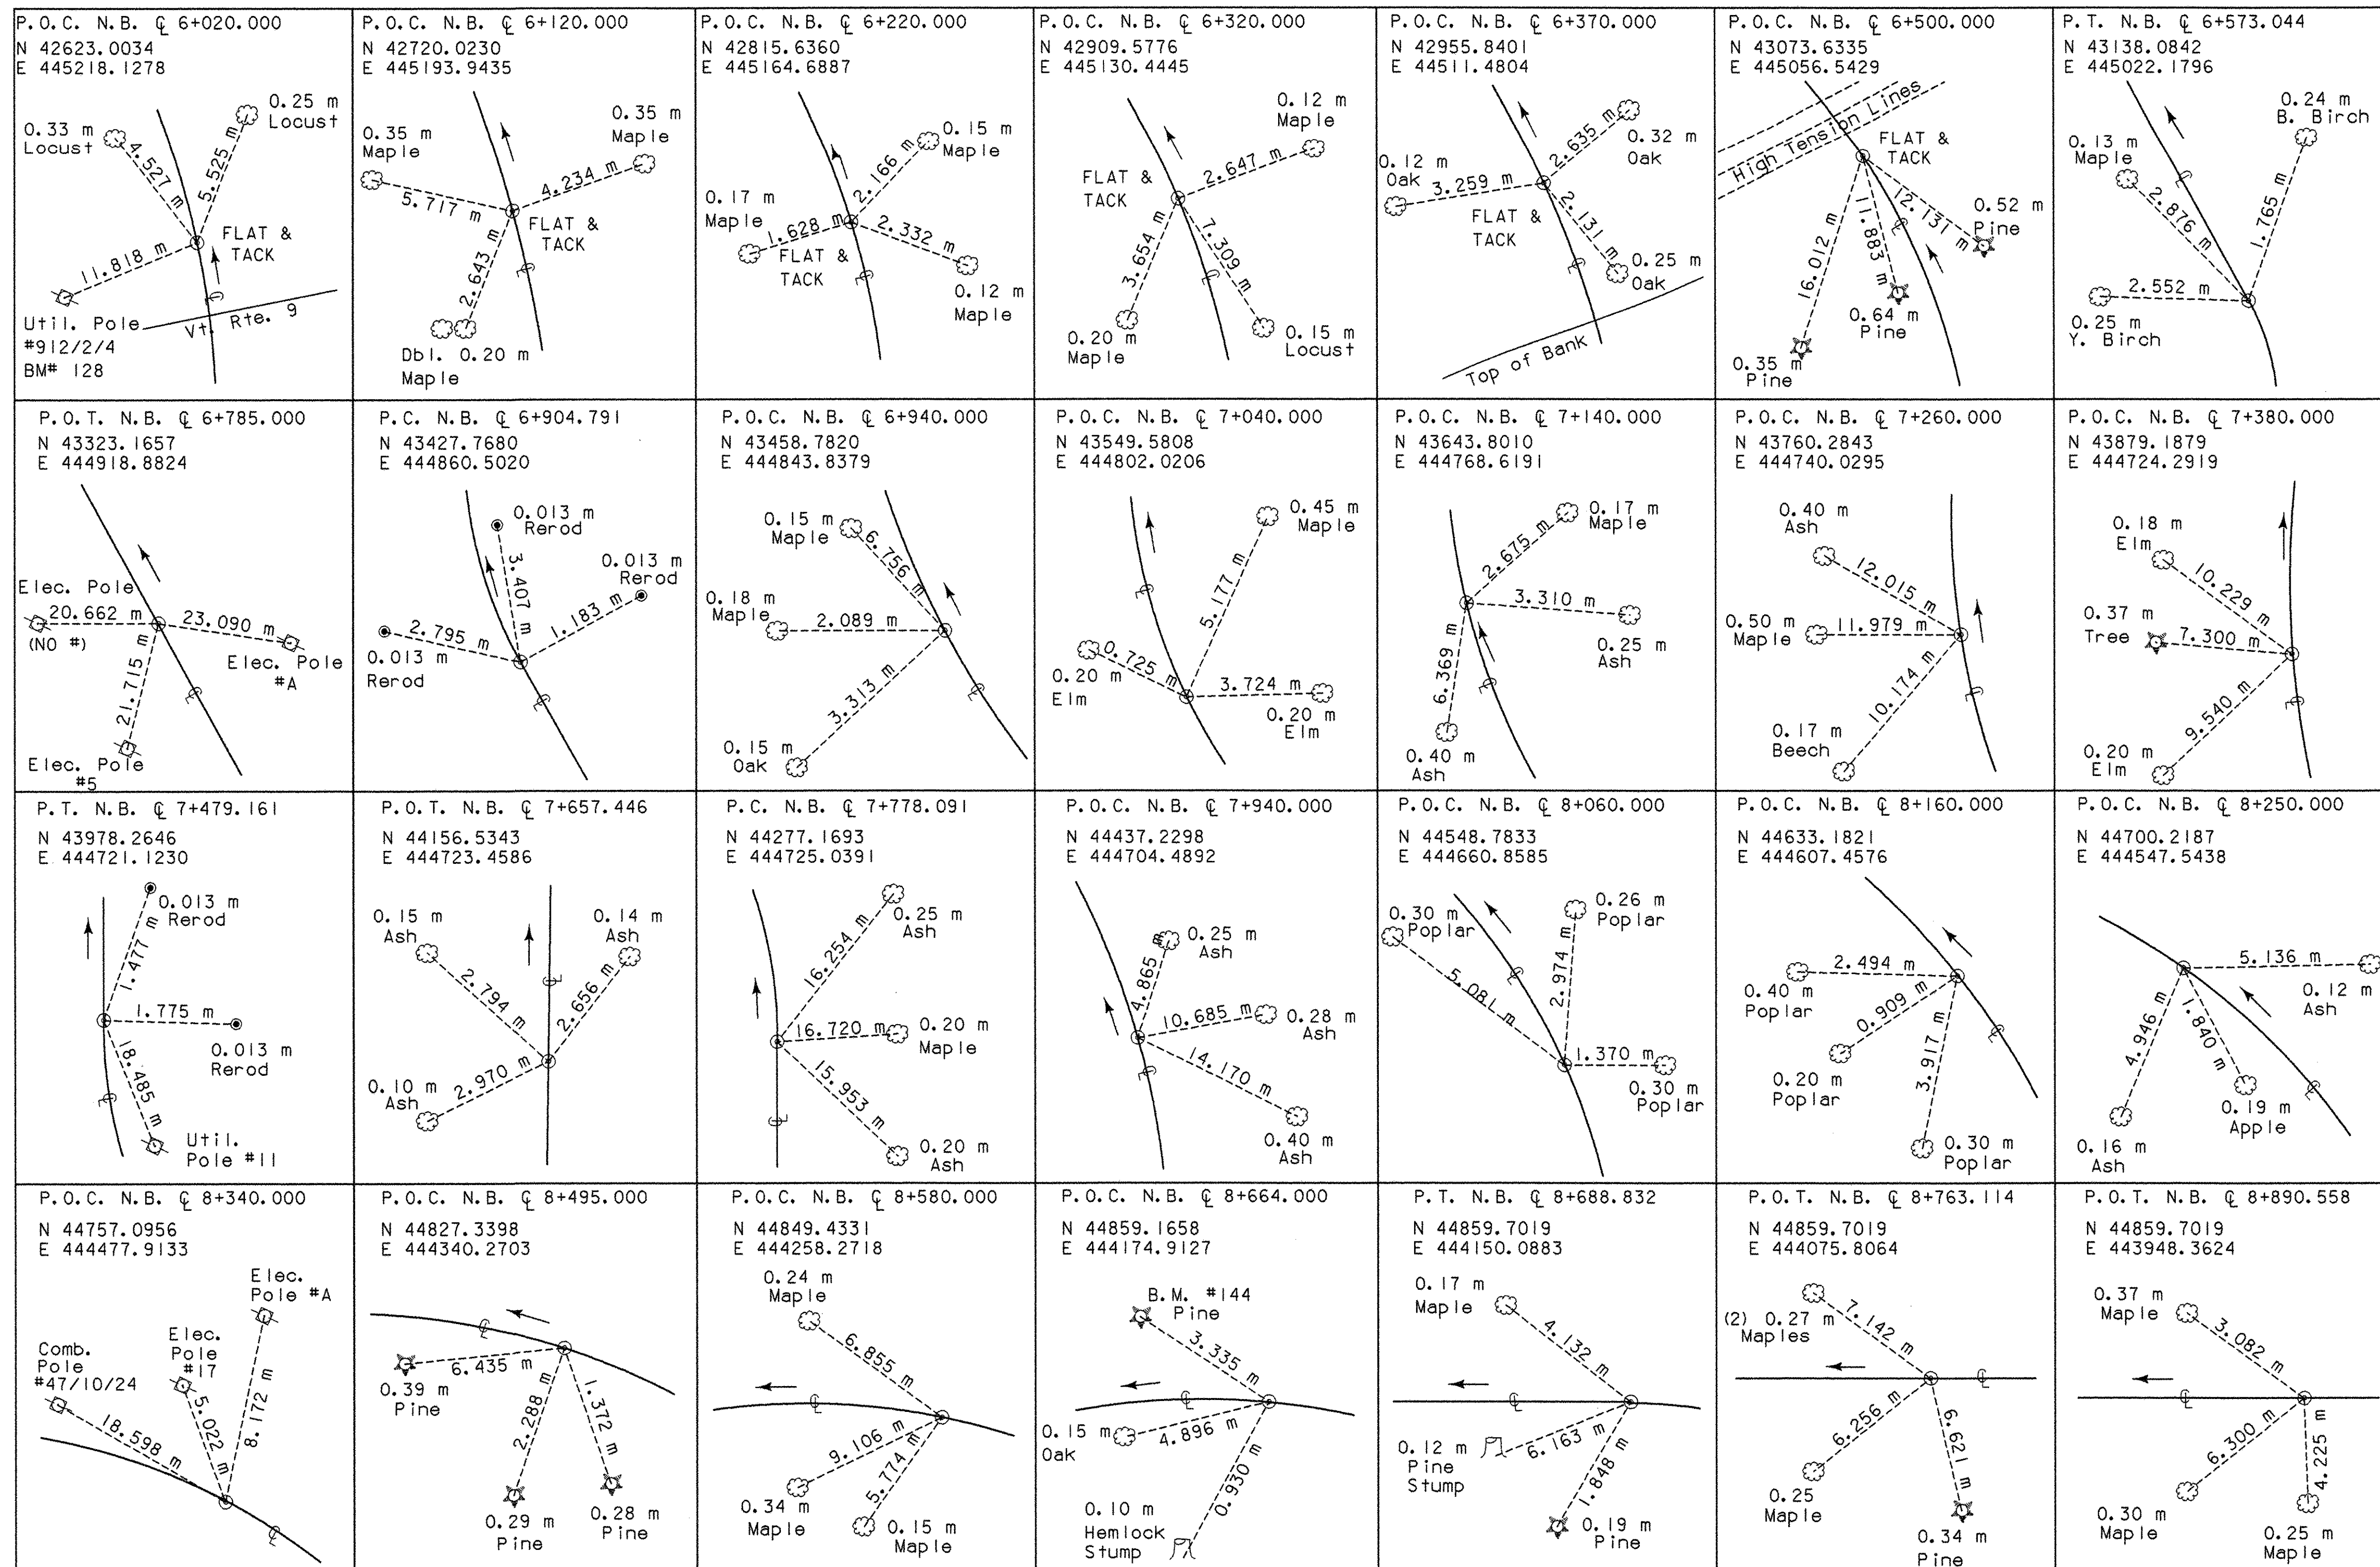 P.O.C. N.B. ℄ 6+020.000
N 42623.0034
E 445218.1278
0.25 m
Locust
0.33 m
Locust
4.527 m
5.525 m
FLAT &
TACK
11.818 m
Util. Pole
#912/2/4
BM# 128
Vt. Rte. 9
P.O.C. N.B. ℄ 6+120.000
N 42720.0230
E 445193.9435
0.35 m
Maple
0.35 m
Maple
4.234 m
5.717 m
FLAT &
TACK
2.643 m
Dbl. 0.20 m
Maple
P.O.C. N.B. ℄ 6+220.000
N 42815.6360
E 445164.6887
0.15 m
Maple
2.166 m
0.17 m
Maple
1.628 m
2.332 m
FLAT &
TACK
0.12 m
Maple
P.O.C. N.B. ℄ 6+320.000
N 42909.5776
E 445130.4445
0.12 m
Maple
2.647 m
FLAT &
TACK
3.654 m
7.309 m
0.20 m
Maple
0.15 m
Locust
P.O.C. N.B. ℄ 6+370.000
N 42955.8401
E 44511.4804
2.635 m
0.32 m
Oak
0.12 m
Oak
3.259 m
2.131 m
FLAT &
TACK
0.25 m
Oak
Top of Bank
P.O.C. N.B. ℄ 6+500.000
N 43073.6335
E 445056.5429
High Tension Lines
FLAT &
TACK
12.131 m
0.52 m
Pine
16.012 m
11.883 m
0.64 m
Pine
0.35 m
Pine
P.T. N.B. ℄ 6+573.044
N 43138.0842
E 445022.1796
℄
0.24 m
B. Birch
0.13 m
Maple
2.876 m
1.765 m
2.552 m
0.25 m
Y. Birch
P.O.T. N.B. ℄ 6+785.000
N 43323.1657
E 444918.8824
Elec. Pole
20.662 m
(NO #)
23.090 m
Elec. Pole
#A
21.715 m
℄
Elec. Pole
#5
P.C. N.B. ℄ 6+904.791
N 43427.7680
E 444860.5020
0.013 m
Rerod
3.407 m
0.013 m
Rerod
1.183 m
2.795 m
0.013 m
Rerod
℄
P.O.C. N.B. ℄ 6+940.000
N 43458.7820
E 444843.8379
0.15 m
Maple
6.756 m
0.18 m
Maple
2.089 m
3.313 m
℄
0.15 m
Oak
P.O.C. N.B. ℄ 7+040.000
N 43549.5808
E 444802.0206
0.45 m
Maple
5.177 m
℄
0.725 m
0.20 m
Elm
3.724 m
0.20 m
Elm
P.O.C. N.B. ℄ 7+140.000
N 43643.8010
E 444768.6191
0.17 m
Maple
2.675 m
3.310 m
0.25 m
Ash
6.369 m
℄
0.40 m
Ash
P.O.C. N.B. ℄ 7+260.000
N 43760.2843
E 444740.0295
0.40 m
Ash
12.015 m
0.50 m
Maple
11.979 m
10.174 m
℄
0.17 m
Beech
P.O.C. N.B. ℄ 7+380.000
N 43879.1879
E 444724.2919
0.18 m
Elm
10.229 m
0.37 m
Tree
7.300 m
9.540 m
℄
0.20 m
Elm
P.T. N.B. ℄ 7+479.161
N 43978.2646
E 444721.1230
0.013 m
Rerod
1.477 m
1.775 m
0.013 m
Rerod
18.485 m
℄
Util.
Pole #11
P.O.T. N.B. ℄ 7+657.446
N 44156.5343
E 444723.4586
0.15 m
Ash
0.14 m
Ash
2.794 m
℄
2.656 m
2.970 m
0.10 m
Ash
P.C. N.B. ℄ 7+778.091
N 44277.1693
E 444725.0391
0.25 m
Ash
16.254 m
16.720 m
0.20 m
Maple
15.953 m
℄
0.20 m
Ash
P.O.C. N.B. ℄ 7+940.000
N 44437.2298
E 444704.4892
0.25 m
Ash
4.865 m
10.685 m
0.28 m
Ash
14.170 m
℄
0.40 m
Ash
P.O.C. N.B. ℄ 8+060.000
N 44548.7833
E 444660.8585
0.26 m
Poplar
0.30 m
Poplar
2.974 m
5.081 m
℄
1.370 m
0.30 m
Poplar
P.O.C. N.B. ℄ 8+160.000
N 44633.1821
E 444607.4576
2.494 m
0.40 m
Poplar
0.909 m
3.917 m
℄
0.20 m
Poplar
0.30 m
Poplar
P.O.C. N.B. ℄ 8+250.000
N 44700.2187
E 444547.5438
5.136 m
0.12 m
Ash
4.946 m
1.840 m
℄
0.19 m
Apple
0.16 m
Ash
P.O.C. N.B. ℄ 8+340.000
N 44757.0956
E 444477.9133
Elec.
Pole #A
Elec.
Pole
#17
Comb.
Pole
#47/10/24
18.598 m
5.022 m
8.172 m
℄
P.O.C. N.B. ℄ 8+495.000
N 44827.3398
E 444340.2703
℄
6.435 m
0.39 m
Pine
2.288 m
1.372 m
0.29 m
Pine
0.28 m
Pine
P.O.C. N.B. ℄ 8+580.000
N 44849.4331
E 444258.2718
0.24 m
Maple
6.855 m
℄
9.106 m
5.774 m
0.34 m
Maple
0.15 m
Maple
P.O.C. N.B. ℄ 8+664.000
N 44859.1658
E 444174.9127
B.M. #144
Pine
3.335 m
℄
0.15 m
Oak
4.896 m
0.930 m
0.10 m
Hemlock
Stump
P.T. N.B. ℄ 8+688.832
N 44859.7019
E 444150.0883
0.17 m
Maple
4.132 m
℄
0.12 m
Pine
Stump
6.163 m
1.848 m
0.19 m
Pine
P.O.T. N.B. ℄ 8+763.114
N 44859.7019
E 444075.8064
(2) 0.27 m
Maples
7.142 m
℄
6.256 m
6.621 m
0.25
Maple
0.34 m
Pine
P.O.T. N.B. ℄ 8+890.558
N 44859.7019
E 443948.3624
0.37 m
Maple
3.082 m
℄
6.300 m
4.225 m
0.30 m
Maple
0.25 m
Maple